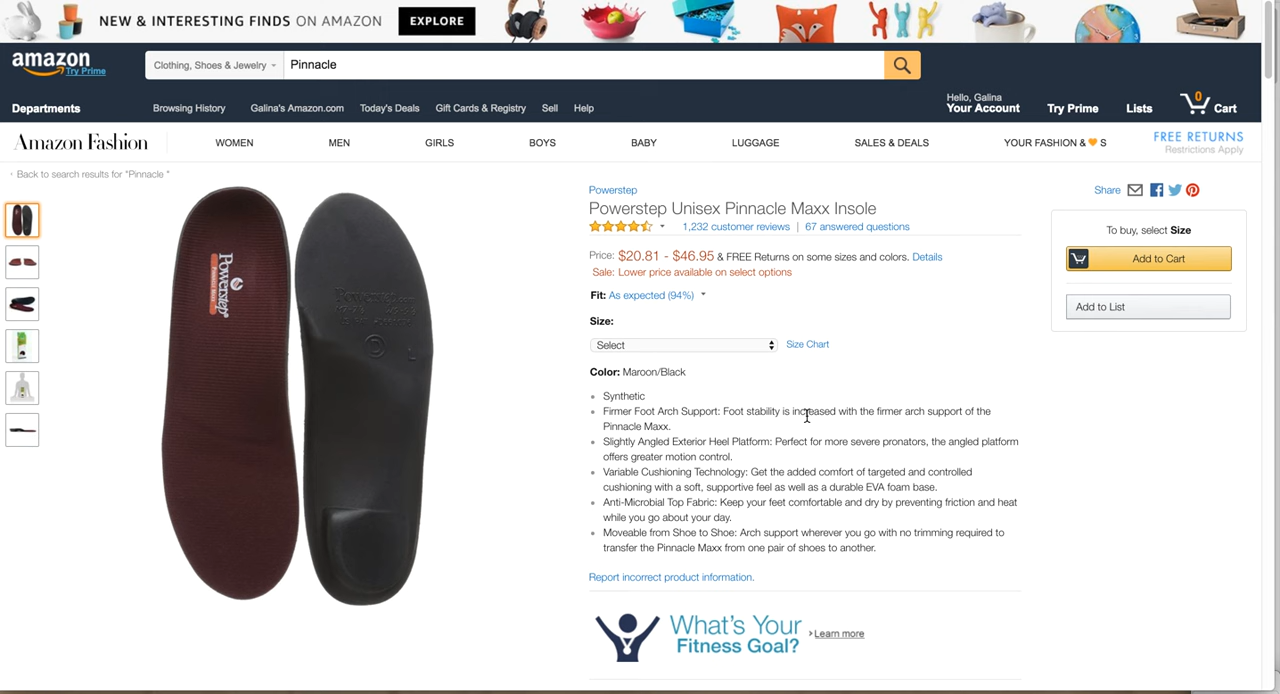 NEW & INTERESTING FINDS ON AMAZON EXPLORE
amazon
Try Prime
Clothing, Shoes & Jewelry
Pinnacle
Departments
Browsing History
Galina's Amazon.com
Today's Deals
Gift Cards & Registry
Sell
Help
Hello, Galina
Your Account
Try Prime
Lists
0
Cart
Amazon Fashion
WOMEN
MEN
GIRLS
BOYS
BABY
LUGGAGE
SALES & DEALS
YOUR FASHION & 🧡 S
FREE RETURNS
Restrictions Apply
‹ Back to search results for "Pinnacle "
Powerstep
Powerstep
Powerstep Unisex Pinnacle Maxx Insole
1,232 customer reviews | 67 answered questions
Price: $20.81 - $46.95 & FREE Returns on some sizes and colors. Details
Sale: Lower price available on select options
Fit: As expected (94%)
Size:
Select
Size Chart
Color: Maroon/Black
• Synthetic
• Firmer Foot Arch Support: Foot stability is increased with the firmer arch support of the
Pinnacle Maxx.
• Slightly Angled Exterior Heel Platform: Perfect for more severe pronators, the angled platform
offers greater motion control.
• Variable Cushioning Technology: Get the added comfort of targeted and controlled
cushioning with a soft, supportive feel as well as a durable EVA foam base.
• Anti-Microbial Top Fabric: Keep your feet comfortable and dry by preventing friction and heat
while you go about your day.
• Moveable from Shoe to Shoe: Arch support wherever you go with no trimming required to
transfer the Pinnacle Maxx from one pair of shoes to another.
Report incorrect product information.
What's Your
Fitness Goal?
Learn more
Share
To buy, select Size
Add to Cart
Add to List